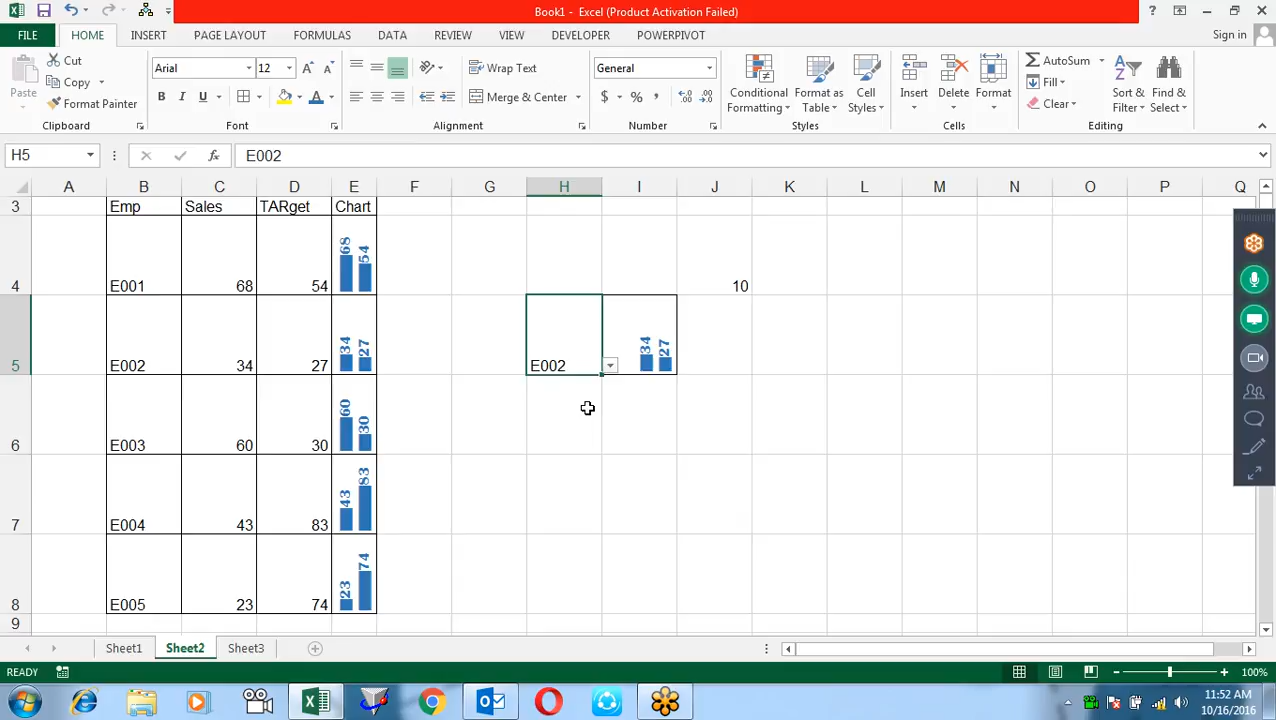 Book1 - Excel (Product Activation Failed)
FILE HOME INSERT PAGE LAYOUT FORMULAS DATA REVIEW VIEW DEVELOPER POWERPIVOT Sign in
Cut
Copy
Format Painter
Paste
Clipboard
Arial 12
B I U
Font
Wrap Text
Merge & Center
Alignment
General
$ % ,
Number
Conditional Formatting
Format as Table
Cell Styles
Styles
Insert Delete Format
Cells
AutoSum
Fill
Clear
Sort & Filter
Find & Select
Editing
H5 fx E002
A B C D E F G H I J K L M N O P Q
3 Emp Sales TARget Chart
4 E001 68 54 68 54 10
5 E002 34 27 34 27 E002 34 27
6 E003 60 30 60 30
7 E004 43 83 43 83
8 E005 23 74 23 74
9
Sheet1 Sheet2 Sheet3
READY 100%
11:52 AM
10/16/2016